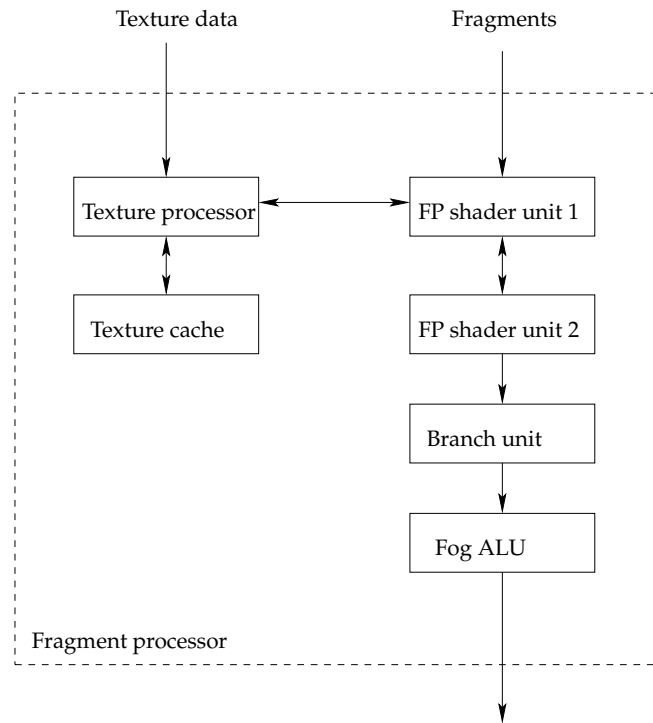 Texture data
Fragments
Texture processor
FP shader unit 1
Texture cache
FP shader unit 2
Branch unit
Fog ALU
Fragment processor